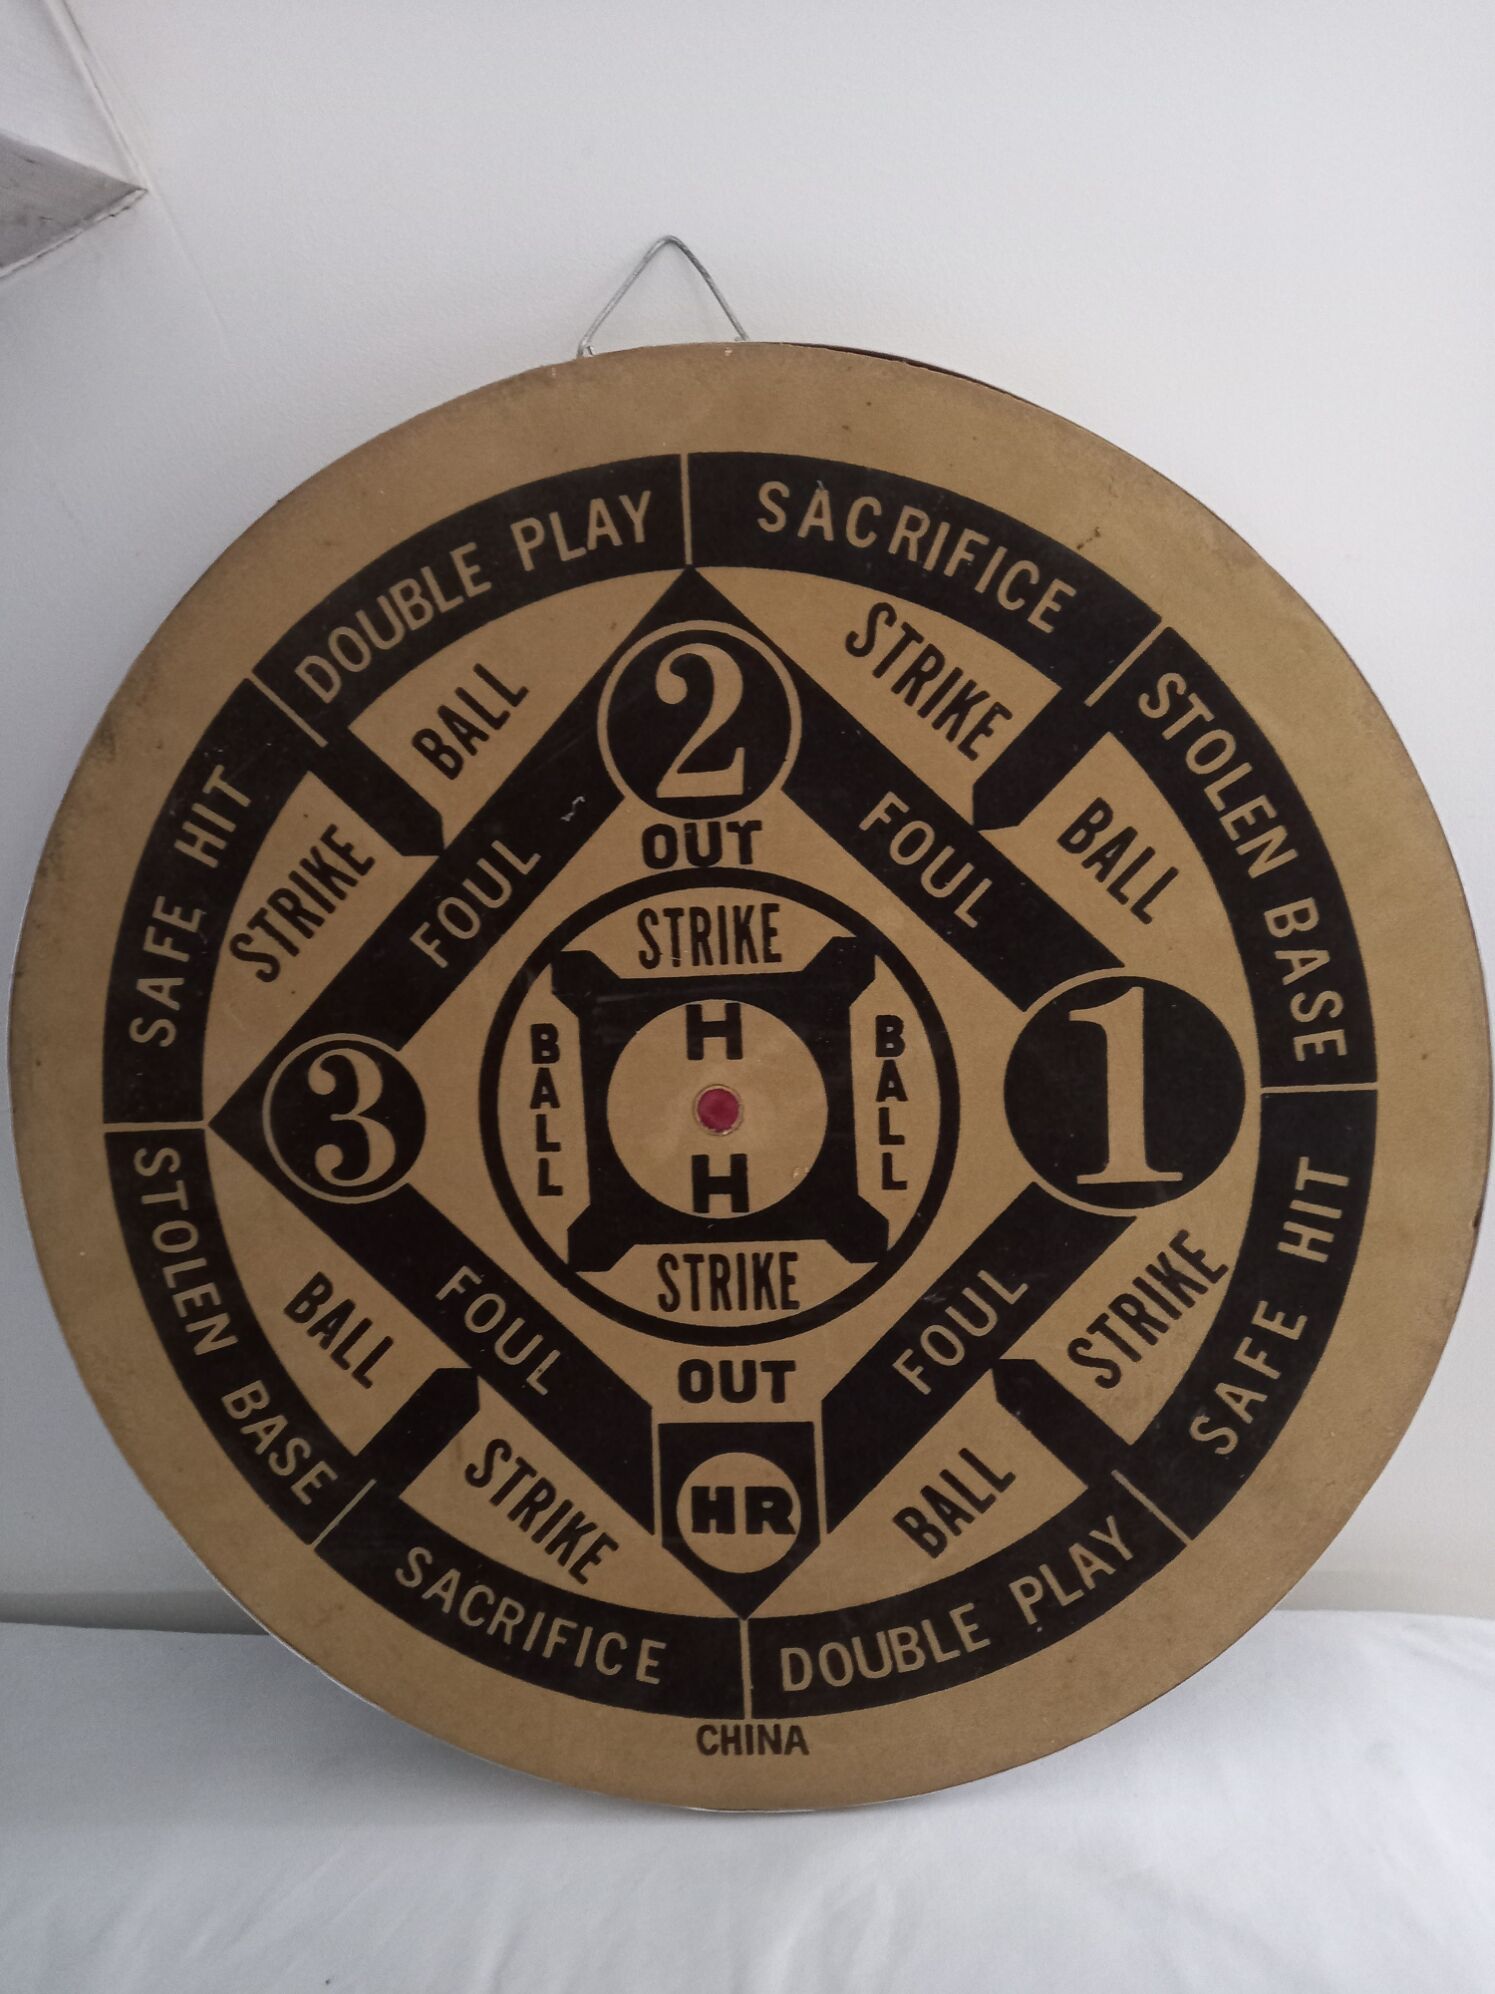 DOUBLE PLAY
SACRIFICE
STOLEN BASE
SAFE HIT
DOUBLE PLAY
SACRIFICE
STOLEN BASE
SAFE HIT
BALL
STRIKE
BALL
STRIKE
BALL
STRIKE
BALL
STRIKE
2
FOUL
FOUL
1
3
FOUL
FOUL
OUT
STRIKE
BALL
H
H
BALL
STRIKE
OUT
HR
CHINA